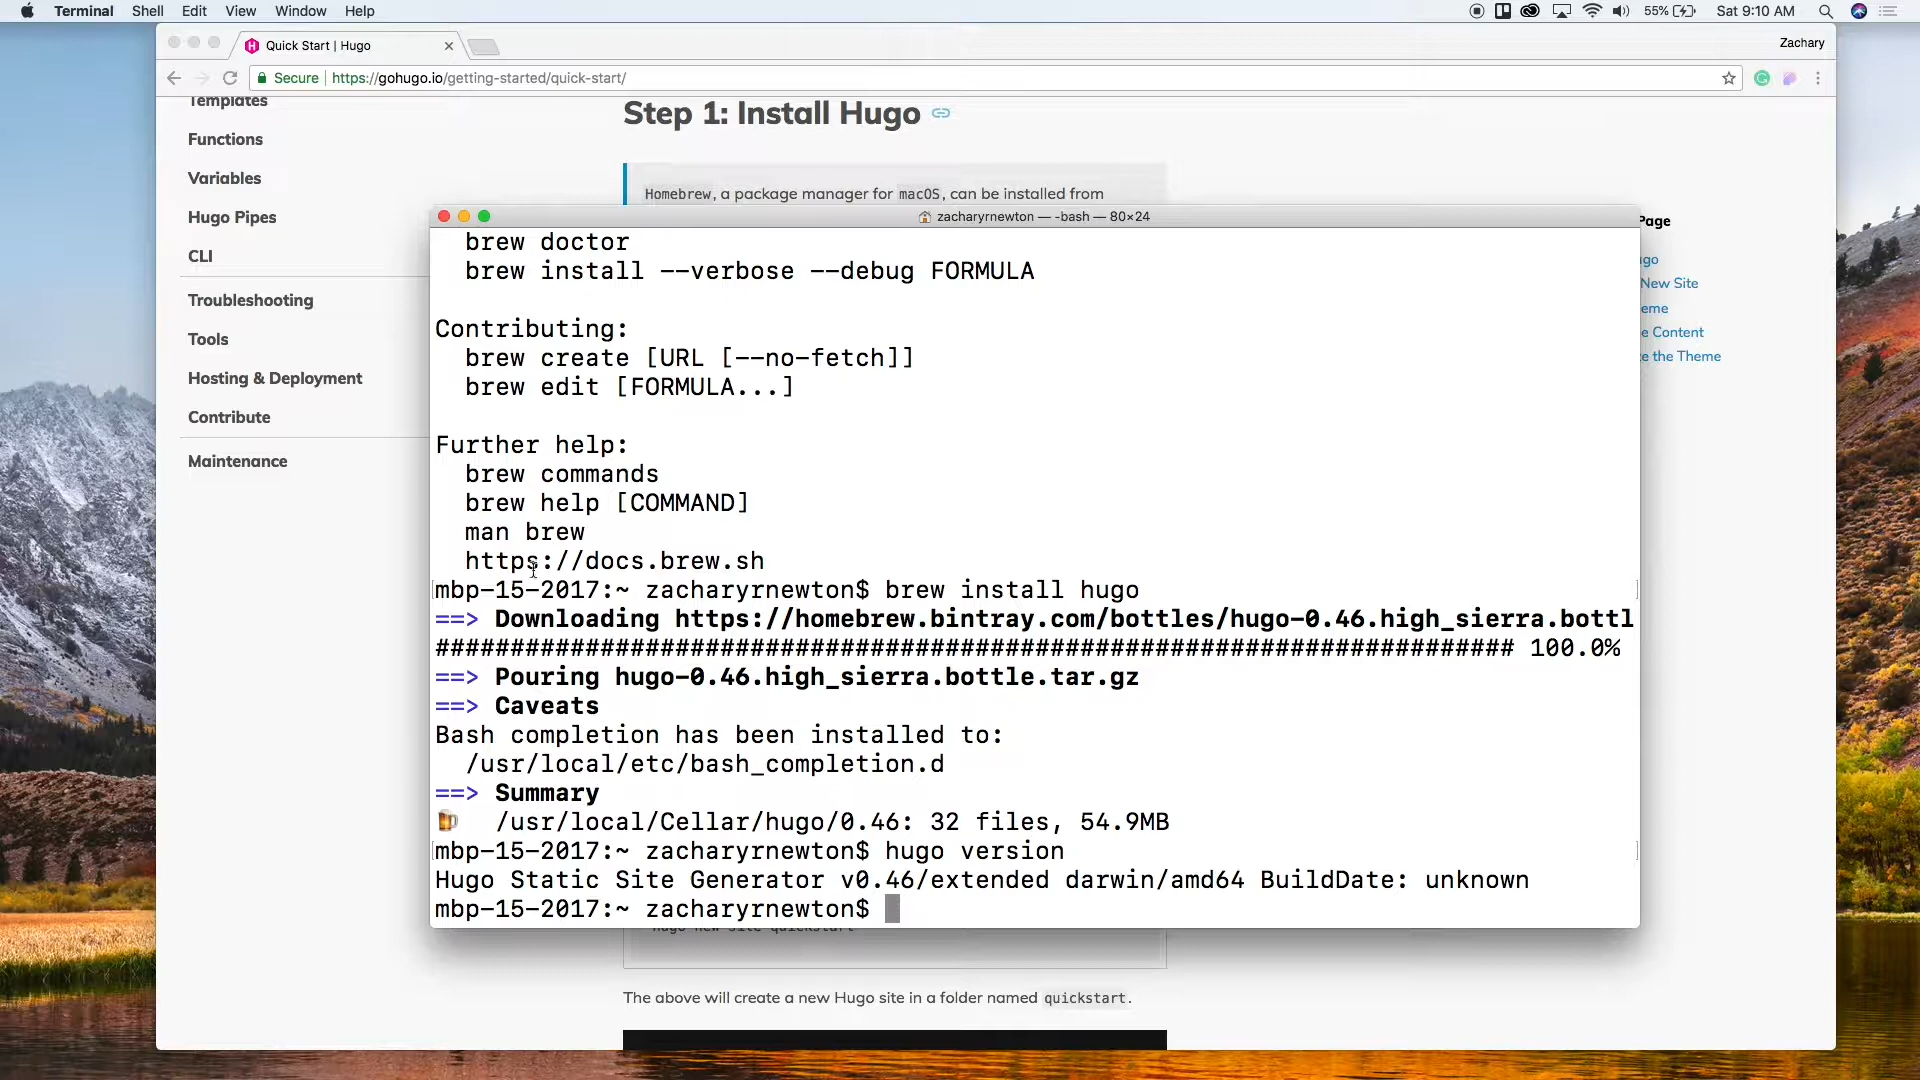 Terminal Shell Edit View Window Help 55% Sat 9:10 AM
Quick Start | Hugo
Zachary
Secure https://gohugo.io/getting-started/quick-start/
Templates
Functions
Variables
Hugo Pipes
CLI
Troubleshooting
Tools
Hosting & Deployment
Contribute
Maintenance
Step 1: Install Hugo
Homebrew, a package manager for macOS, can be installed from
zacharyrnewton — -bash — 80×24
brew doctor
brew install --verbose --debug FORMULA
Contributing:
brew create [URL [--no-fetch]]
brew edit [FORMULA...]
Further help:
brew commands
brew help [COMMAND]
man brew
https://docs.brew.sh
mbp-15-2017:~ zacharyrnewton$ brew install hugo
==> Downloading https://homebrew.bintray.com/bottles/hugo-0.46.high_sierra.bottl
######################################################################## 100.0%
==> Pouring hugo-0.46.high_sierra.bottle.tar.gz
==> Caveats
Bash completion has been installed to:
/usr/local/etc/bash_completion.d
==> Summary
/usr/local/Cellar/hugo/0.46: 32 files, 54.9MB
mbp-15-2017:~ zacharyrnewton$ hugo version
Hugo Static Site Generator v0.46/extended darwin/amd64 BuildDate: unknown
mbp-15-2017:~ zacharyrnewton$
hugo new site quickstart
The above will create a new Hugo site in a folder named quickstart.
Page
ugo
New Site
eme
e Content
ze the Theme